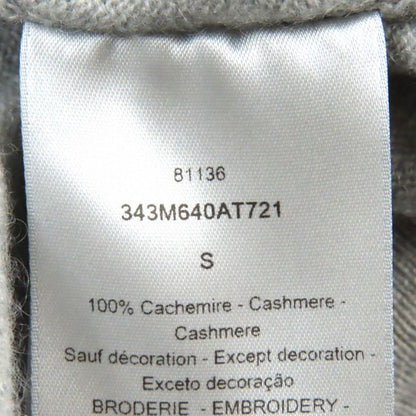 81136
343M640AT721
S
100% Cachemire - Cashmere -
Cashmere
Sauf décoration - Except decoration -
Exceto decoração
BRODERIE - EMBROIDERY -